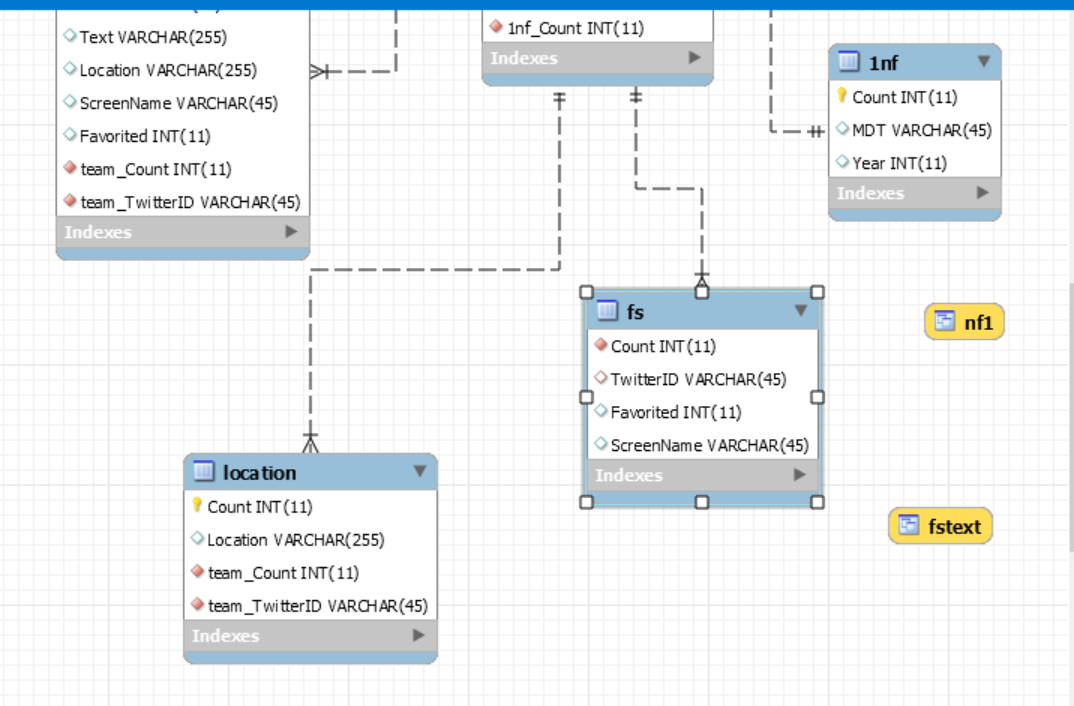 Text VARCHAR(255)
Location VARCHAR(255)
ScreenName VARCHAR(45)
Favorited INT(11)
team_Count INT(11)
team_TwitterID VARCHAR(45)
Indexes
1nf_Count INT(11)
Indexes
1nf
Count INT(11)
MDT VARCHAR(45)
Year INT(11)
Indexes
fs
Count INT(11)
TwitterID VARCHAR(45)
Favorited INT(11)
ScreenName VARCHAR(45)
Indexes
nf1
fstext
location
Count INT(11)
Location VARCHAR(255)
team_Count INT(11)
team_TwitterID VARCHAR(45)
Indexes